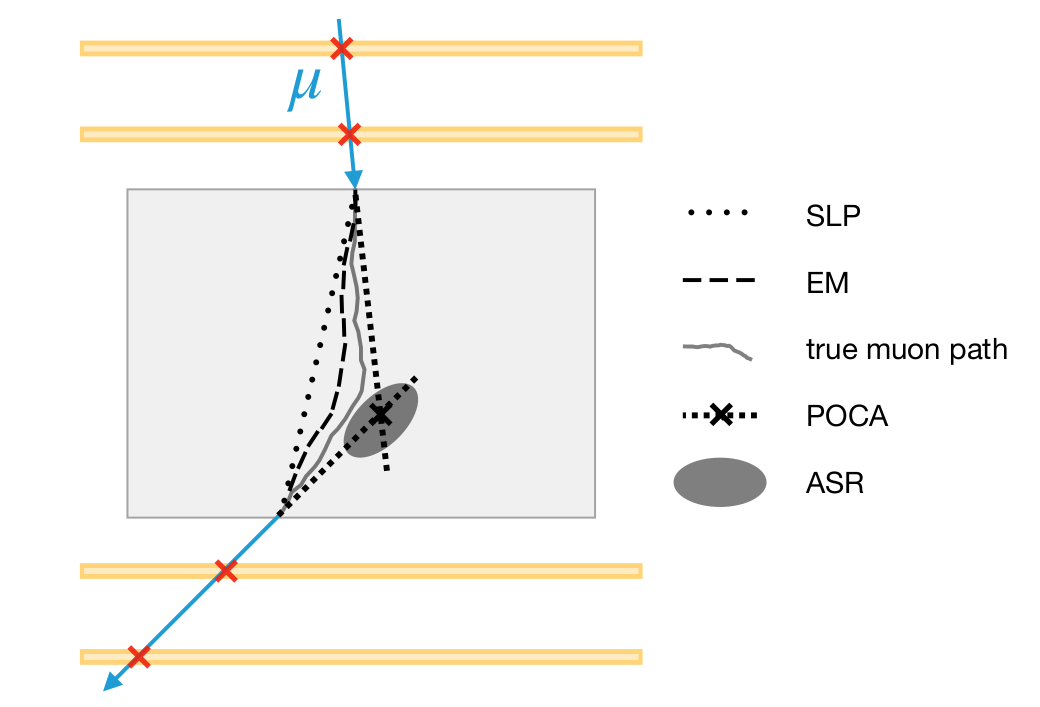 μ
SLP
EM
true muon path
POCA
ASR